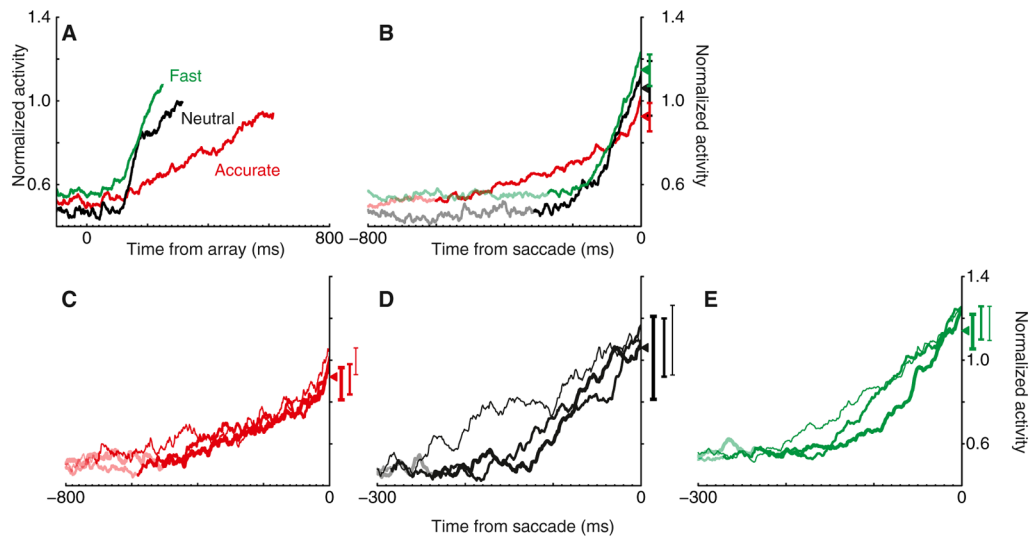 A
B
1.4
1.4
Normalized activity
Normalized activity
Fast
1.0
1.0
Neutral
Accurate
0.6
0.6
0
800
−800
0
Time from array (ms)
Time from saccade (ms)
C
D
E
1.4
Normalized activity
1.0
0.6
−800
0
−300
0
−300
0
Time from saccade (ms)